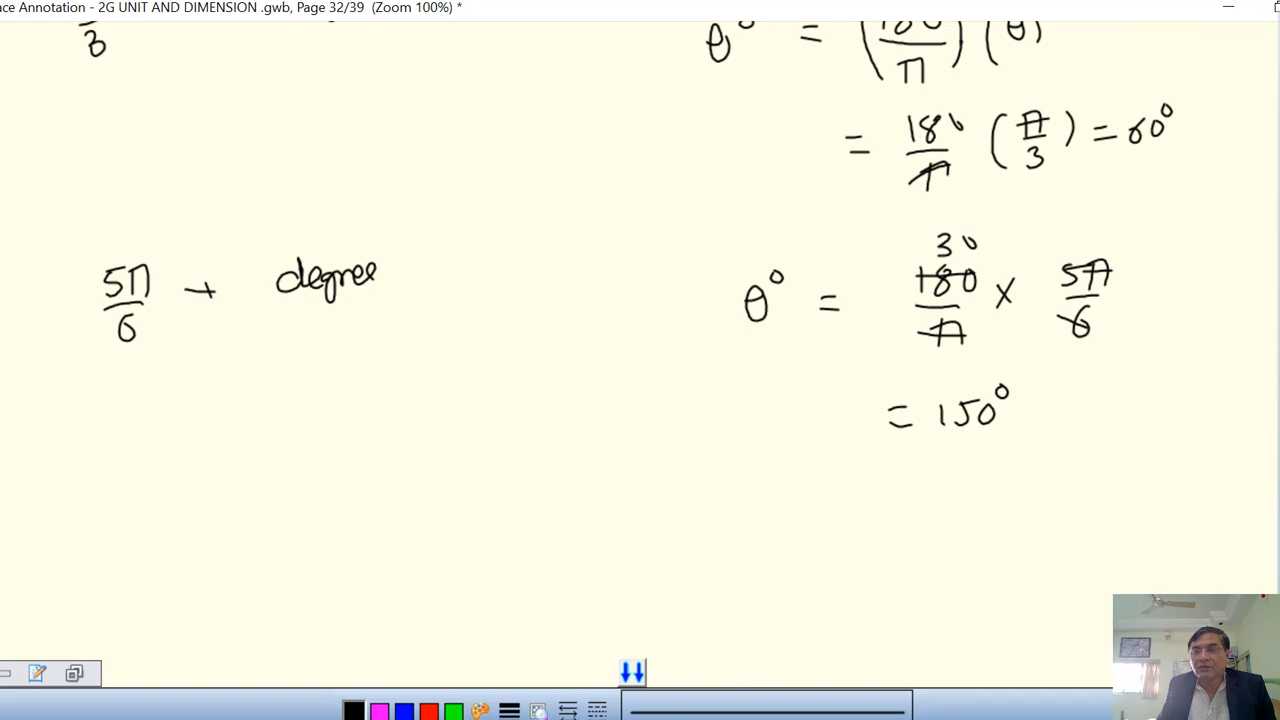 ce Annotation - 2G UNIT AND DIMENSION .gwb, Page 32/39 (Zoom 100%) *
π/3
θ° = (180/π) (θ)
= 180/π (π/3) = 60°
5π/6 → degree
30
θ° = 180/π × 5π/6
= 150°